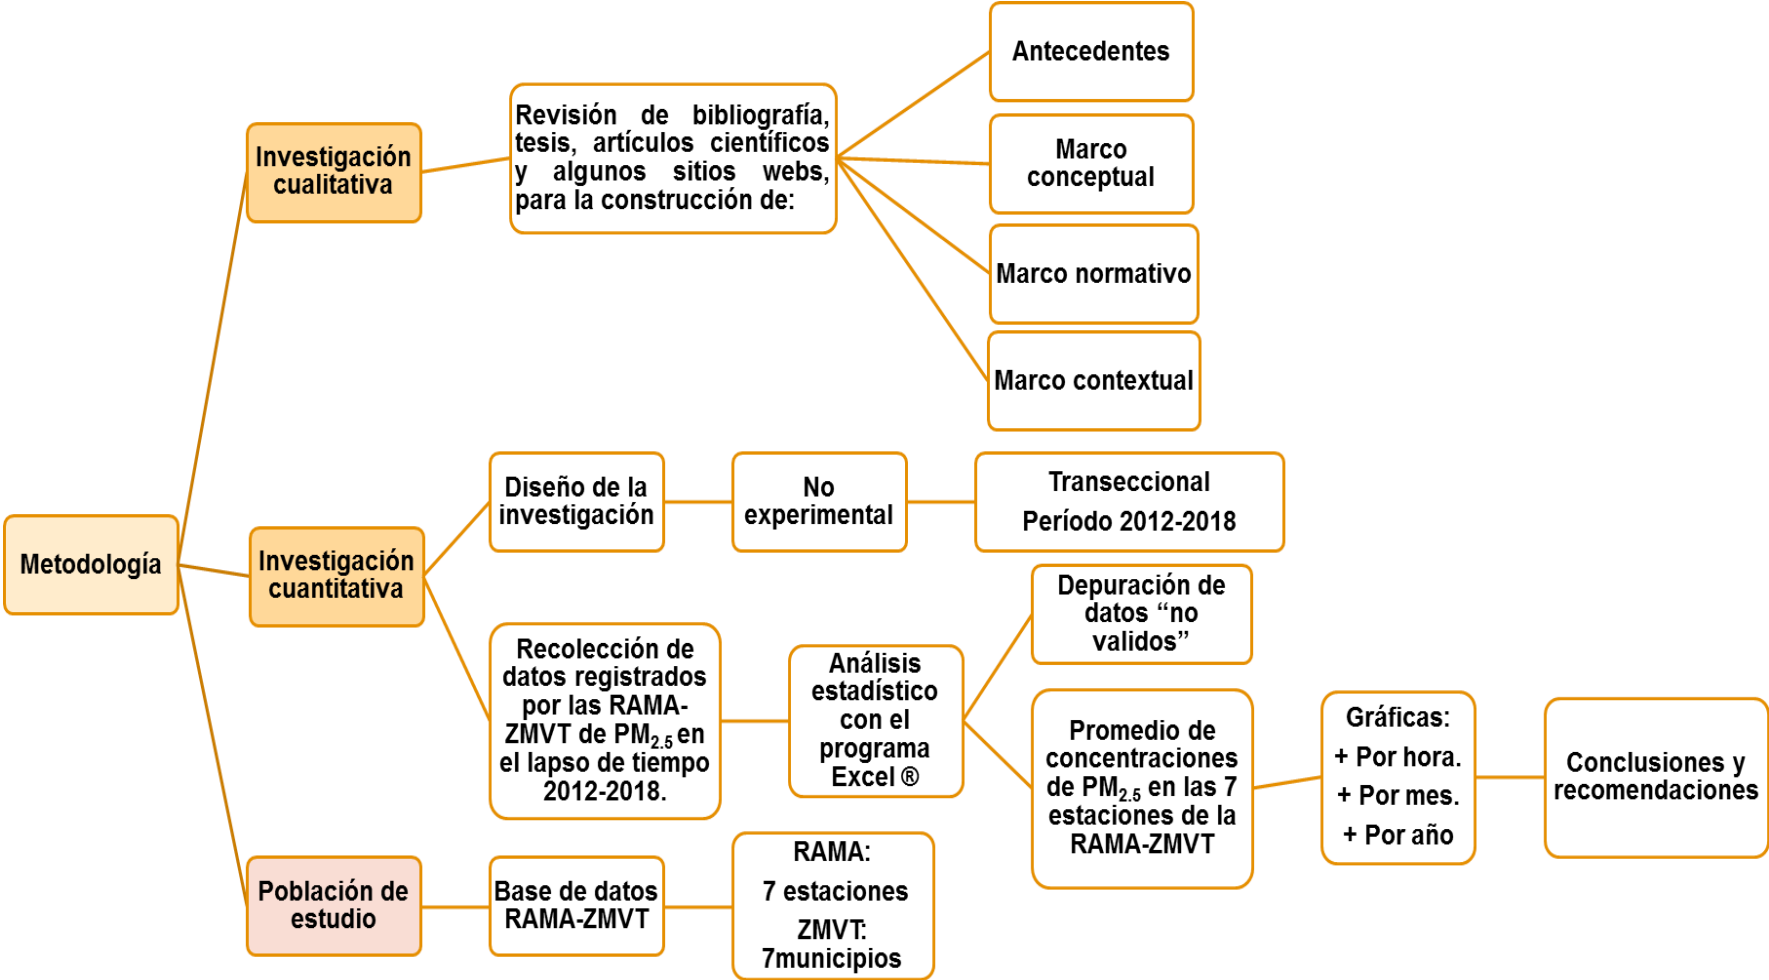 Metodología
Investigación
cualitativa
Revisión de bibliografía,
tesis, artículos científicos
y algunos sitios webs,
para la construcción de:
Antecedentes
Marco
conceptual
Marco normativo
Marco contextual
Investigación
cuantitativa
Diseño de la
investigación
No
experimental
Transeccional
Período 2012-2018
Recolección de
datos registrados
por las RAMA-
ZMVT de PM2.5 en
el lapso de tiempo
2012-2018.
Análisis
estadístico
con el
programa
Excel ®
Depuración de
datos “no
validos”
Promedio de
concentraciones
de PM2.5 en las 7
estaciones de la
RAMA-ZMVT
Gráficas:
+ Por hora.
+ Por mes.
+ Por año
Conclusiones y
recomendaciones
Población de
estudio
Base de datos
RAMA-ZMVT
RAMA:
7 estaciones
ZMVT:
7municipios